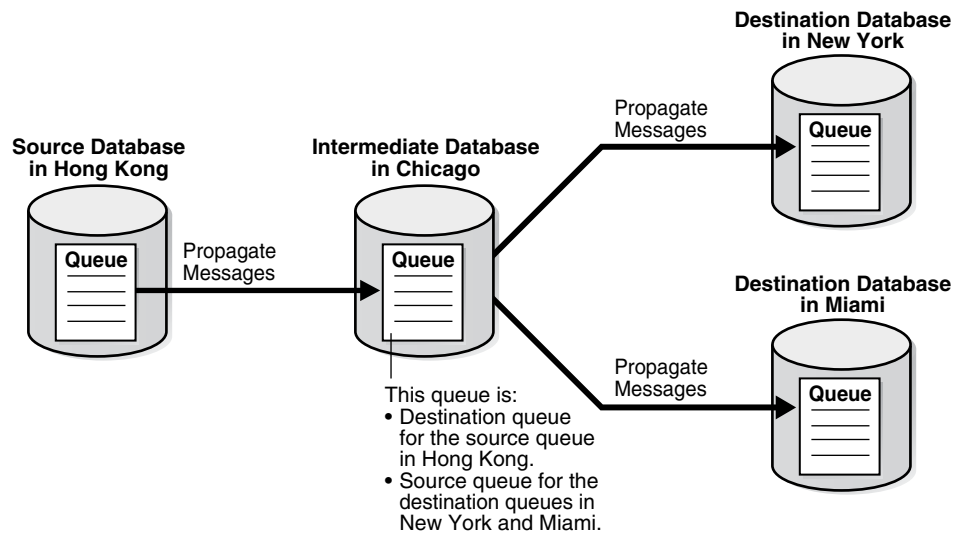 Source Database
in Hong Kong
Queue
Propagate
Messages
Intermediate Database
in Chicago
Queue
This queue is:
• Destination queue
for the source queue
in Hong Kong.
• Source queue for the
destination queues in
New York and Miami.
Propagate
Messages
Destination Database
in New York
Queue
Propagate
Messages
Destination Database
in Miami
Queue